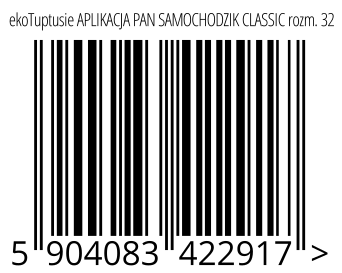 ekoTuptusie APLIKACJA PAN SAMOCHODZIK CLASSIC rozm. 32
5 904083 422917 >